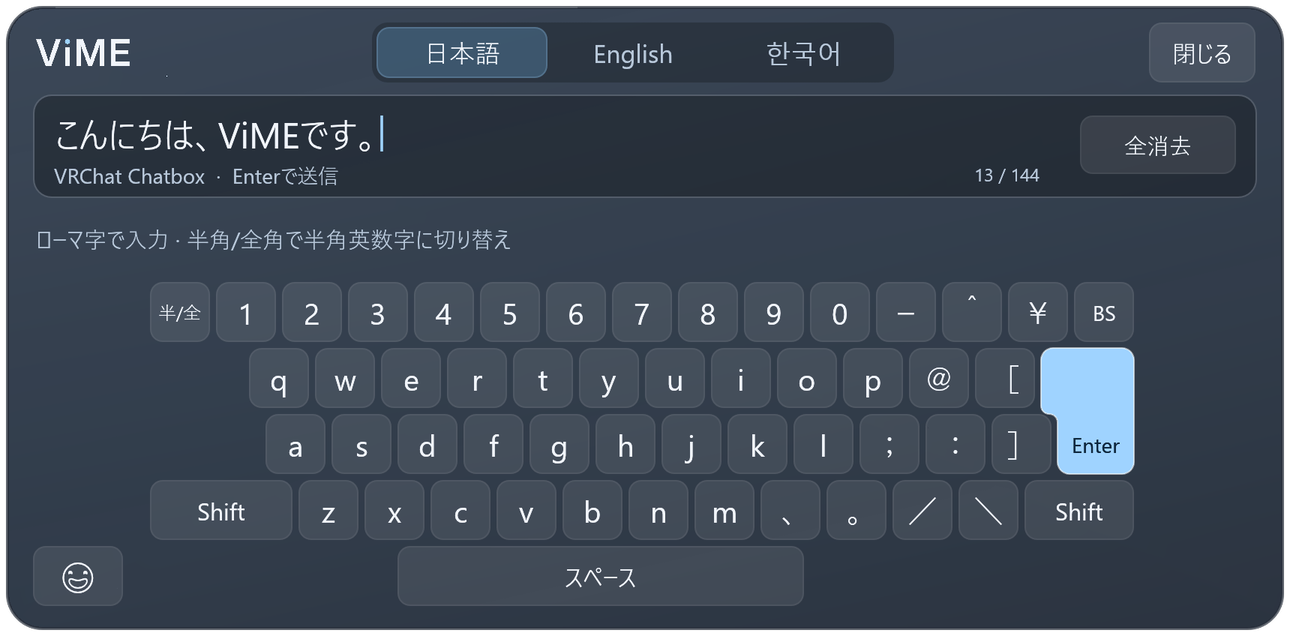 ViME 日本語 English 한국어 閉じる
こんにちは、ViMEです。
VRChat Chatbox · Enterで送信 13 / 144 全消去
ローマ字で入力 · 半角/全角で半角英数字に切り替え
半/全 1 2 3 4 5 6 7 8 9 0 − ^ ¥ BS
q w e r t y u i o p @ [
a s d f g h j k l ; : ] Enter
Shift z x c v b n m 、 。 ／ ＼ Shift
スペース